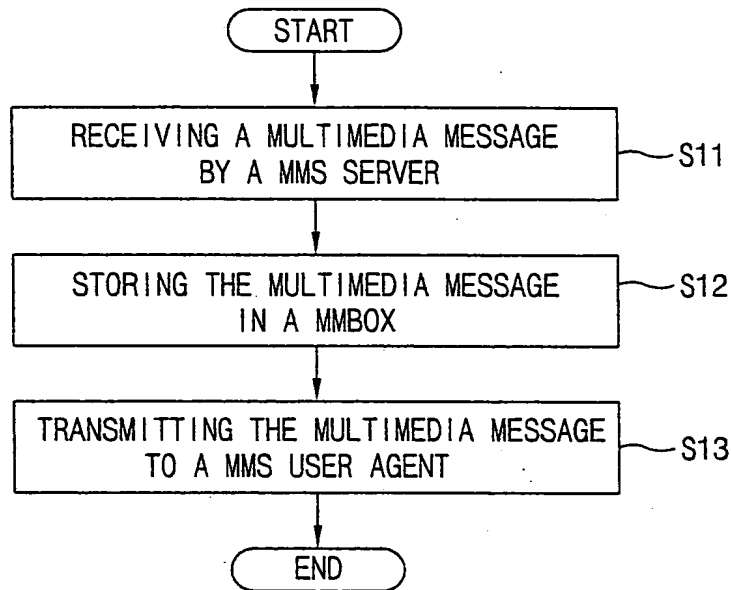 START
RECEIVING A MULTIMEDIA MESSAGE
BY A MMS SERVER
S11
STORING THE MULTIMEDIA MESSAGE
IN A MMBOX
S12
TRANSMITTING THE MULTIMEDIA MESSAGE
TO A MMS USER AGENT
S13
END